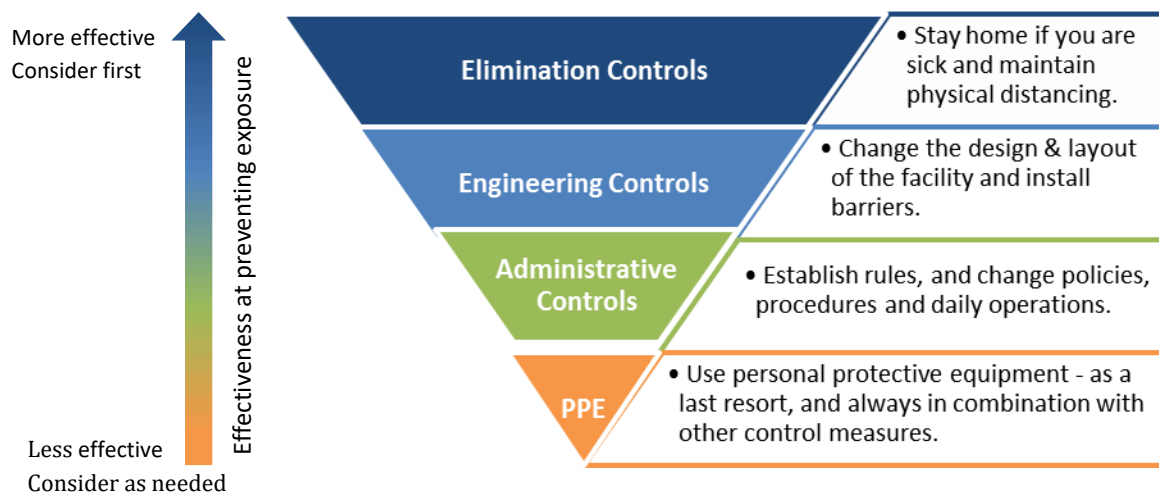 More effective
Consider first
Effectiveness at preventing exposure
Less effective
Consider as needed
Elimination Controls
• Stay home if you are
sick and maintain
physical distancing.
Engineering Controls
• Change the design & layout
of the facility and install
barriers.
Administrative
Controls
• Establish rules, and change policies,
procedures and daily operations.
PPE
• Use personal protective equipment - as a
last resort, and always in combination with
other control measures.